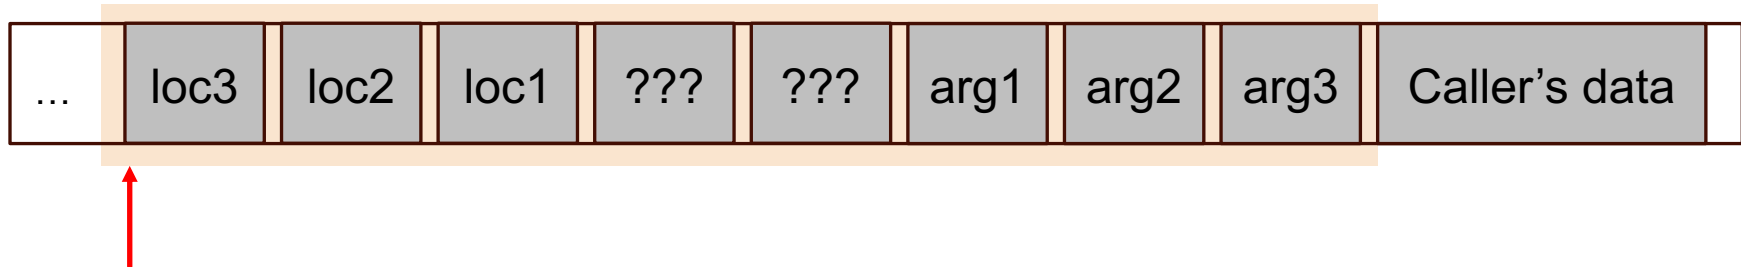 ... loc3 loc2 loc1 ??? ??? arg1 arg2 arg3 Caller’s data